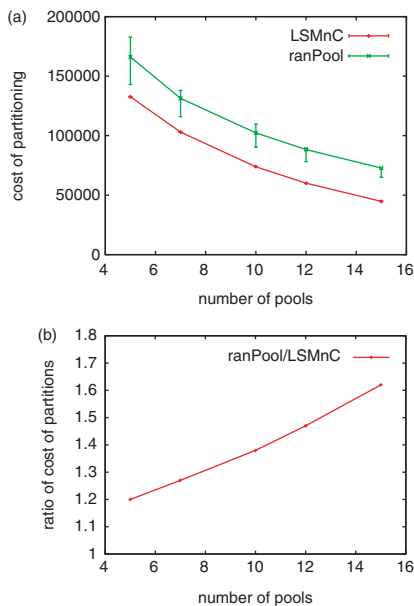 (a)
200000
150000
100000
50000
0
cost of partitioning
LSMnC
ranPool
4 6 8 10 12 14 16
number of pools
(b)
1.8
1.7
1.6
1.5
1.4
1.3
1.2
1.1
1
ratio of cost of partitions
ranPool/LSMnC
4 6 8 10 12 14 16
number of pools